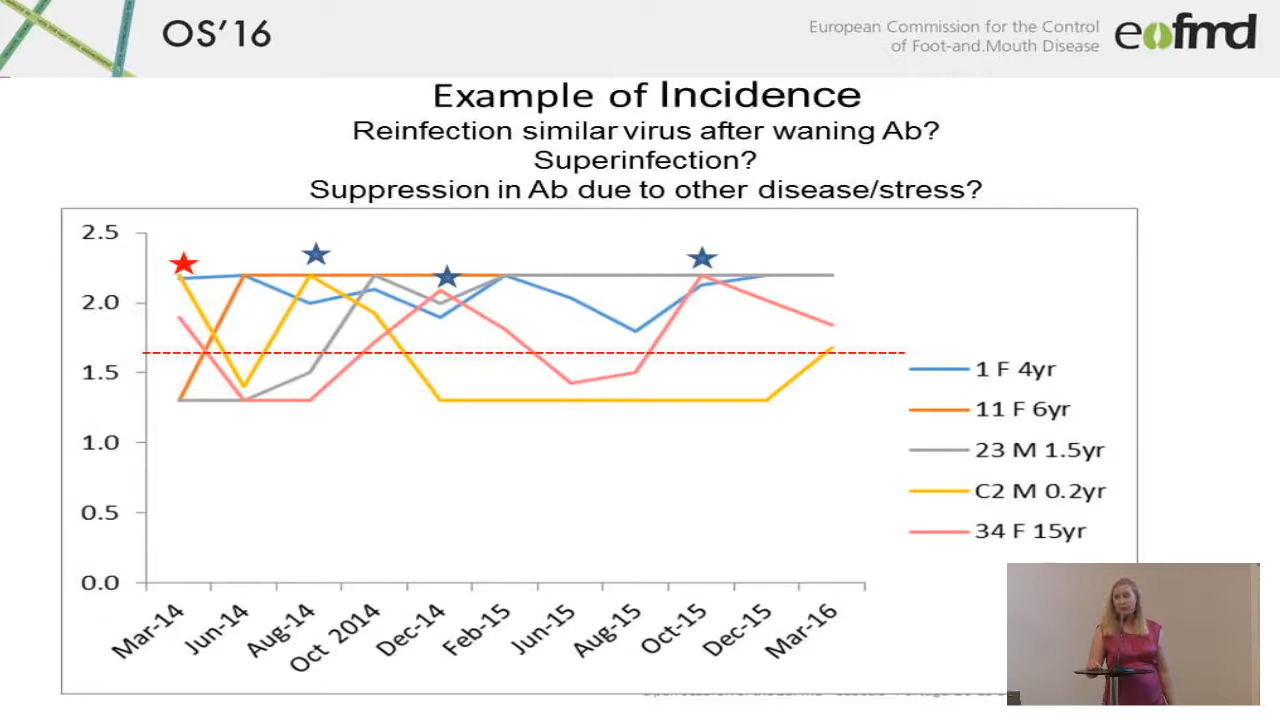 OS'16
European Commission for the Control
of Foot-and.Mouth Disease
eofmd
Example of Incidence
Reinfection similar virus after waning Ab?
Superinfection?
Suppression in Ab due to other disease/stress?
2.5
2.0
1.5
1.0
0.5
0.0
Mar-14
Jun-14
Aug-14
Oct 2014
Dec-14
Feb-15
Jun-15
Aug-15
Oct-15
Dec-15
Mar-16
1 F 4yr
11 F 6yr
23 M 1.5yr
C2 M 0.2yr
34 F 15yr